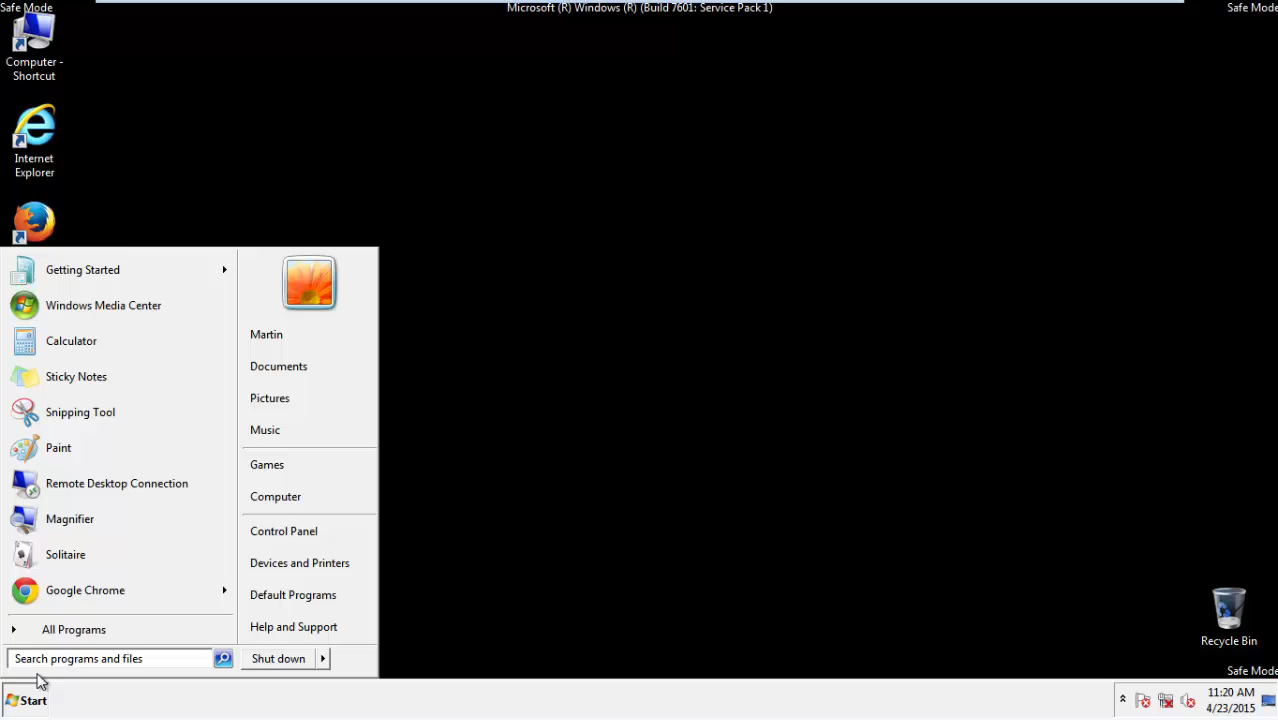 Safe Mode
Microsoft (R) Windows (R) (Build 7601: Service Pack 1)
Safe Mode
Computer -
Shortcut
Internet
Explorer
Getting Started
Windows Media Center
Calculator
Sticky Notes
Snipping Tool
Paint
Remote Desktop Connection
Magnifier
Solitaire
Google Chrome
All Programs
Search programs and files
Martin
Documents
Pictures
Music
Games
Computer
Control Panel
Devices and Printers
Default Programs
Help and Support
Shut down
Recycle Bin
Safe Mode
Start
11:20 AM
4/23/2015